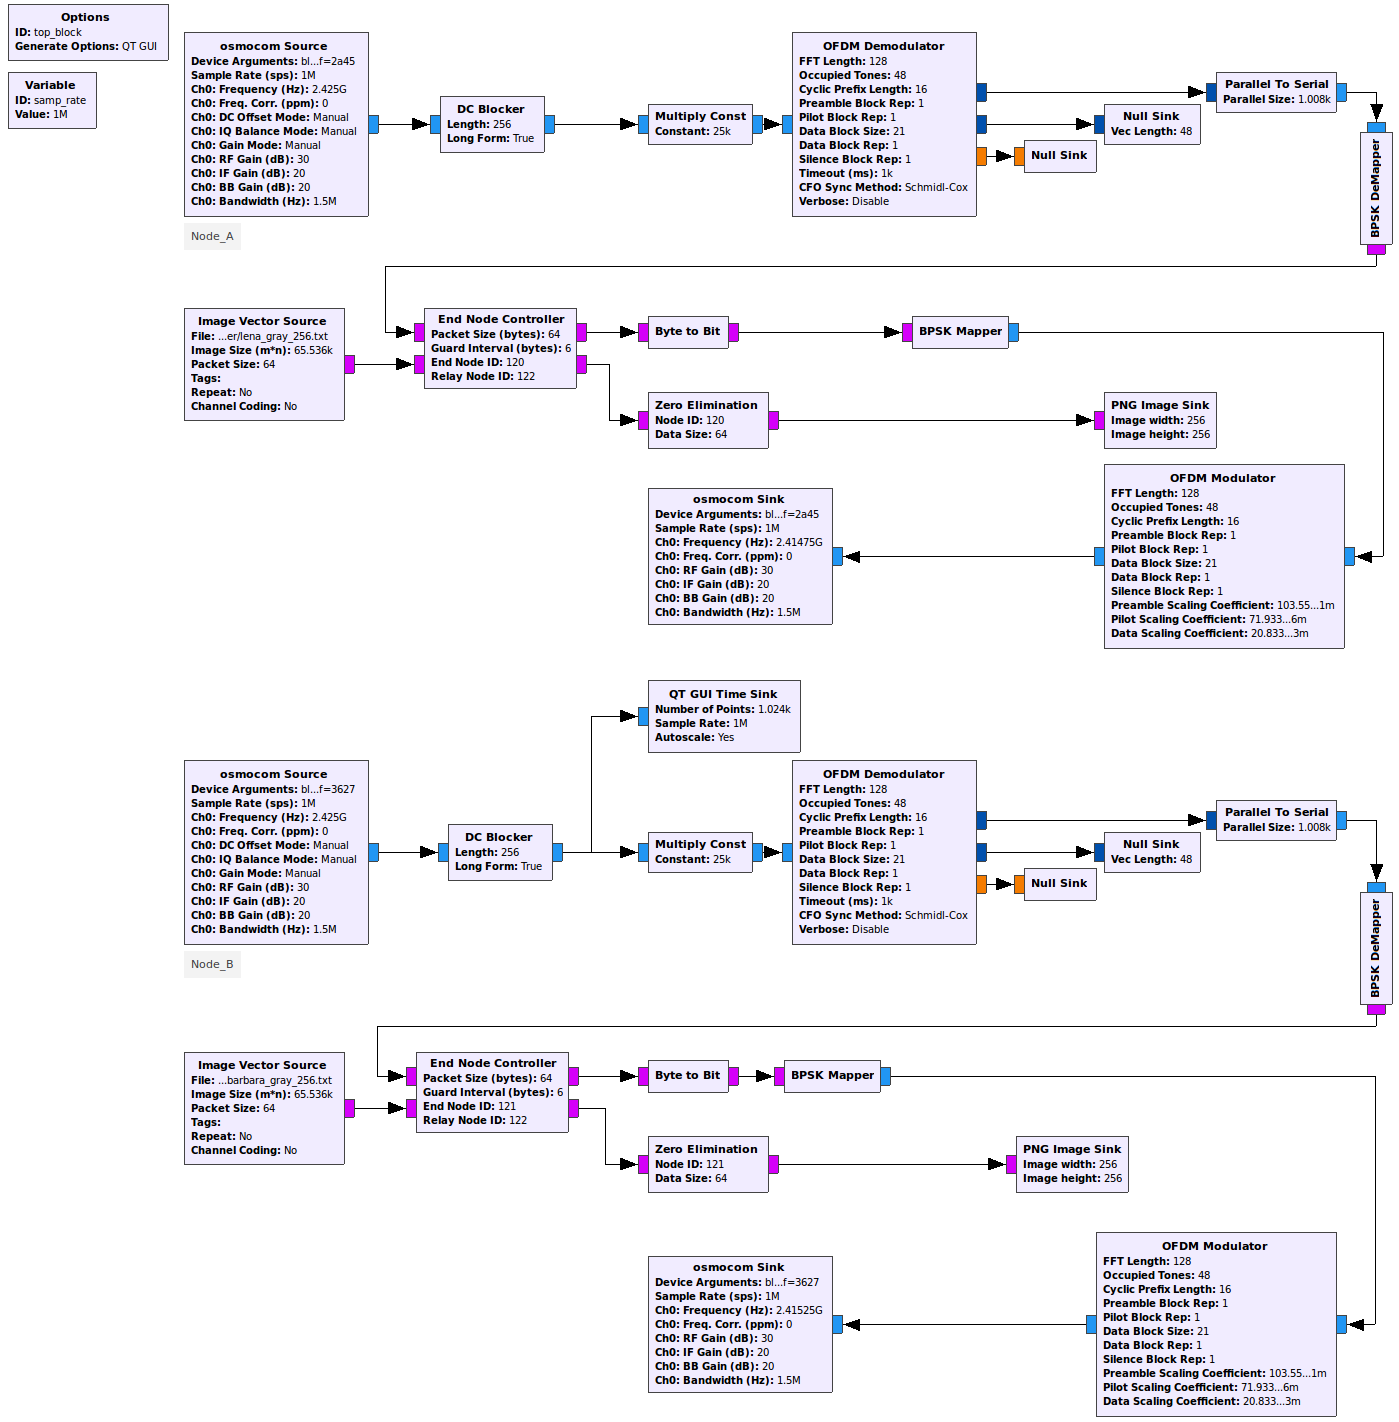 Options
ID: top_block
Generate Options: QT GUI
Variable
ID: samp_rate
Value: 1M
osmocom Source
Device Arguments: bl...f=2a45
Sample Rate (sps): 1M
Ch0: Frequency (Hz): 2.425G
Ch0: Freq. Corr. (ppm): 0
Ch0: DC Offset Mode: Manual
Ch0: IQ Balance Mode: Manual
Ch0: Gain Mode: Manual
Ch0: RF Gain (dB): 30
Ch0: IF Gain (dB): 20
Ch0: BB Gain (dB): 20
Ch0: Bandwidth (Hz): 1.5M
Node_A
DC Blocker
Length: 256
Long Form: True
Multiply Const
Constant: 25k
OFDM Demodulator
FFT Length: 128
Occupied Tones: 48
Cyclic Prefix Length: 16
Preamble Block Rep: 1
Pilot Block Rep: 1
Data Block Size: 21
Data Block Rep: 1
Silence Block Rep: 1
Timeout (ms): 1k
CFO Sync Method: Schmidl-Cox
Verbose: Disable
Parallel To Serial
Parallel Size: 1.008k
Null Sink
Vec Length: 48
Null Sink
BPSK DeMapper
Image Vector Source
File: ...er/lena_gray_256.txt
Image Size (m*n): 65.536k
Packet Size: 64
Tags:
Repeat: No
Channel Coding: No
End Node Controller
Packet Size (bytes): 64
Guard Interval (bytes): 6
End Node ID: 120
Relay Node ID: 122
Byte to Bit
BPSK Mapper
Zero Elimination
Node ID: 120
Data Size: 64
PNG Image Sink
Image width: 256
Image height: 256
osmocom Sink
Device Arguments: bl...f=2a45
Sample Rate (sps): 1M
Ch0: Frequency (Hz): 2.41475G
Ch0: Freq. Corr. (ppm): 0
Ch0: RF Gain (dB): 30
Ch0: IF Gain (dB): 20
Ch0: BB Gain (dB): 20
Ch0: Bandwidth (Hz): 1.5M
OFDM Modulator
FFT Length: 128
Occupied Tones: 48
Cyclic Prefix Length: 16
Preamble Block Rep: 1
Pilot Block Rep: 1
Data Block Size: 21
Data Block Rep: 1
Silence Block Rep: 1
Preamble Scaling Coefficient: 103.55...1m
Pilot Scaling Coefficient: 71.933...6m
Data Scaling Coefficient: 20.833...3m
QT GUI Time Sink
Number of Points: 1.024k
Sample Rate: 1M
Autoscale: Yes
osmocom Source
Device Arguments: bl...f=3627
Sample Rate (sps): 1M
Ch0: Frequency (Hz): 2.425G
Ch0: Freq. Corr. (ppm): 0
Ch0: DC Offset Mode: Manual
Ch0: IQ Balance Mode: Manual
Ch0: Gain Mode: Manual
Ch0: RF Gain (dB): 30
Ch0: IF Gain (dB): 20
Ch0: BB Gain (dB): 20
Ch0: Bandwidth (Hz): 1.5M
Node_B
DC Blocker
Length: 256
Long Form: True
Multiply Const
Constant: 25k
OFDM Demodulator
FFT Length: 128
Occupied Tones: 48
Cyclic Prefix Length: 16
Preamble Block Rep: 1
Pilot Block Rep: 1
Data Block Size: 21
Data Block Rep: 1
Silence Block Rep: 1
Timeout (ms): 1k
CFO Sync Method: Schmidl-Cox
Verbose: Disable
Parallel To Serial
Parallel Size: 1.008k
Null Sink
Vec Length: 48
Null Sink
BPSK DeMapper
Image Vector Source
File: ...barbara_gray_256.txt
Image Size (m*n): 65.536k
Packet Size: 64
Tags:
Repeat: No
Channel Coding: No
End Node Controller
Packet Size (bytes): 64
Guard Interval (bytes): 6
End Node ID: 121
Relay Node ID: 122
Byte to Bit
BPSK Mapper
Zero Elimination
Node ID: 121
Data Size: 64
PNG Image Sink
Image width: 256
Image height: 256
osmocom Sink
Device Arguments: bl...f=3627
Sample Rate (sps): 1M
Ch0: Frequency (Hz): 2.41525G
Ch0: Freq. Corr. (ppm): 0
Ch0: RF Gain (dB): 30
Ch0: IF Gain (dB): 20
Ch0: BB Gain (dB): 20
Ch0: Bandwidth (Hz): 1.5M
OFDM Modulator
FFT Length: 128
Occupied Tones: 48
Cyclic Prefix Length: 16
Preamble Block Rep: 1
Pilot Block Rep: 1
Data Block Size: 21
Data Block Rep: 1
Silence Block Rep: 1
Preamble Scaling Coefficient: 103.55...1m
Pilot Scaling Coefficient: 71.933...6m
Data Scaling Coefficient: 20.833...3m